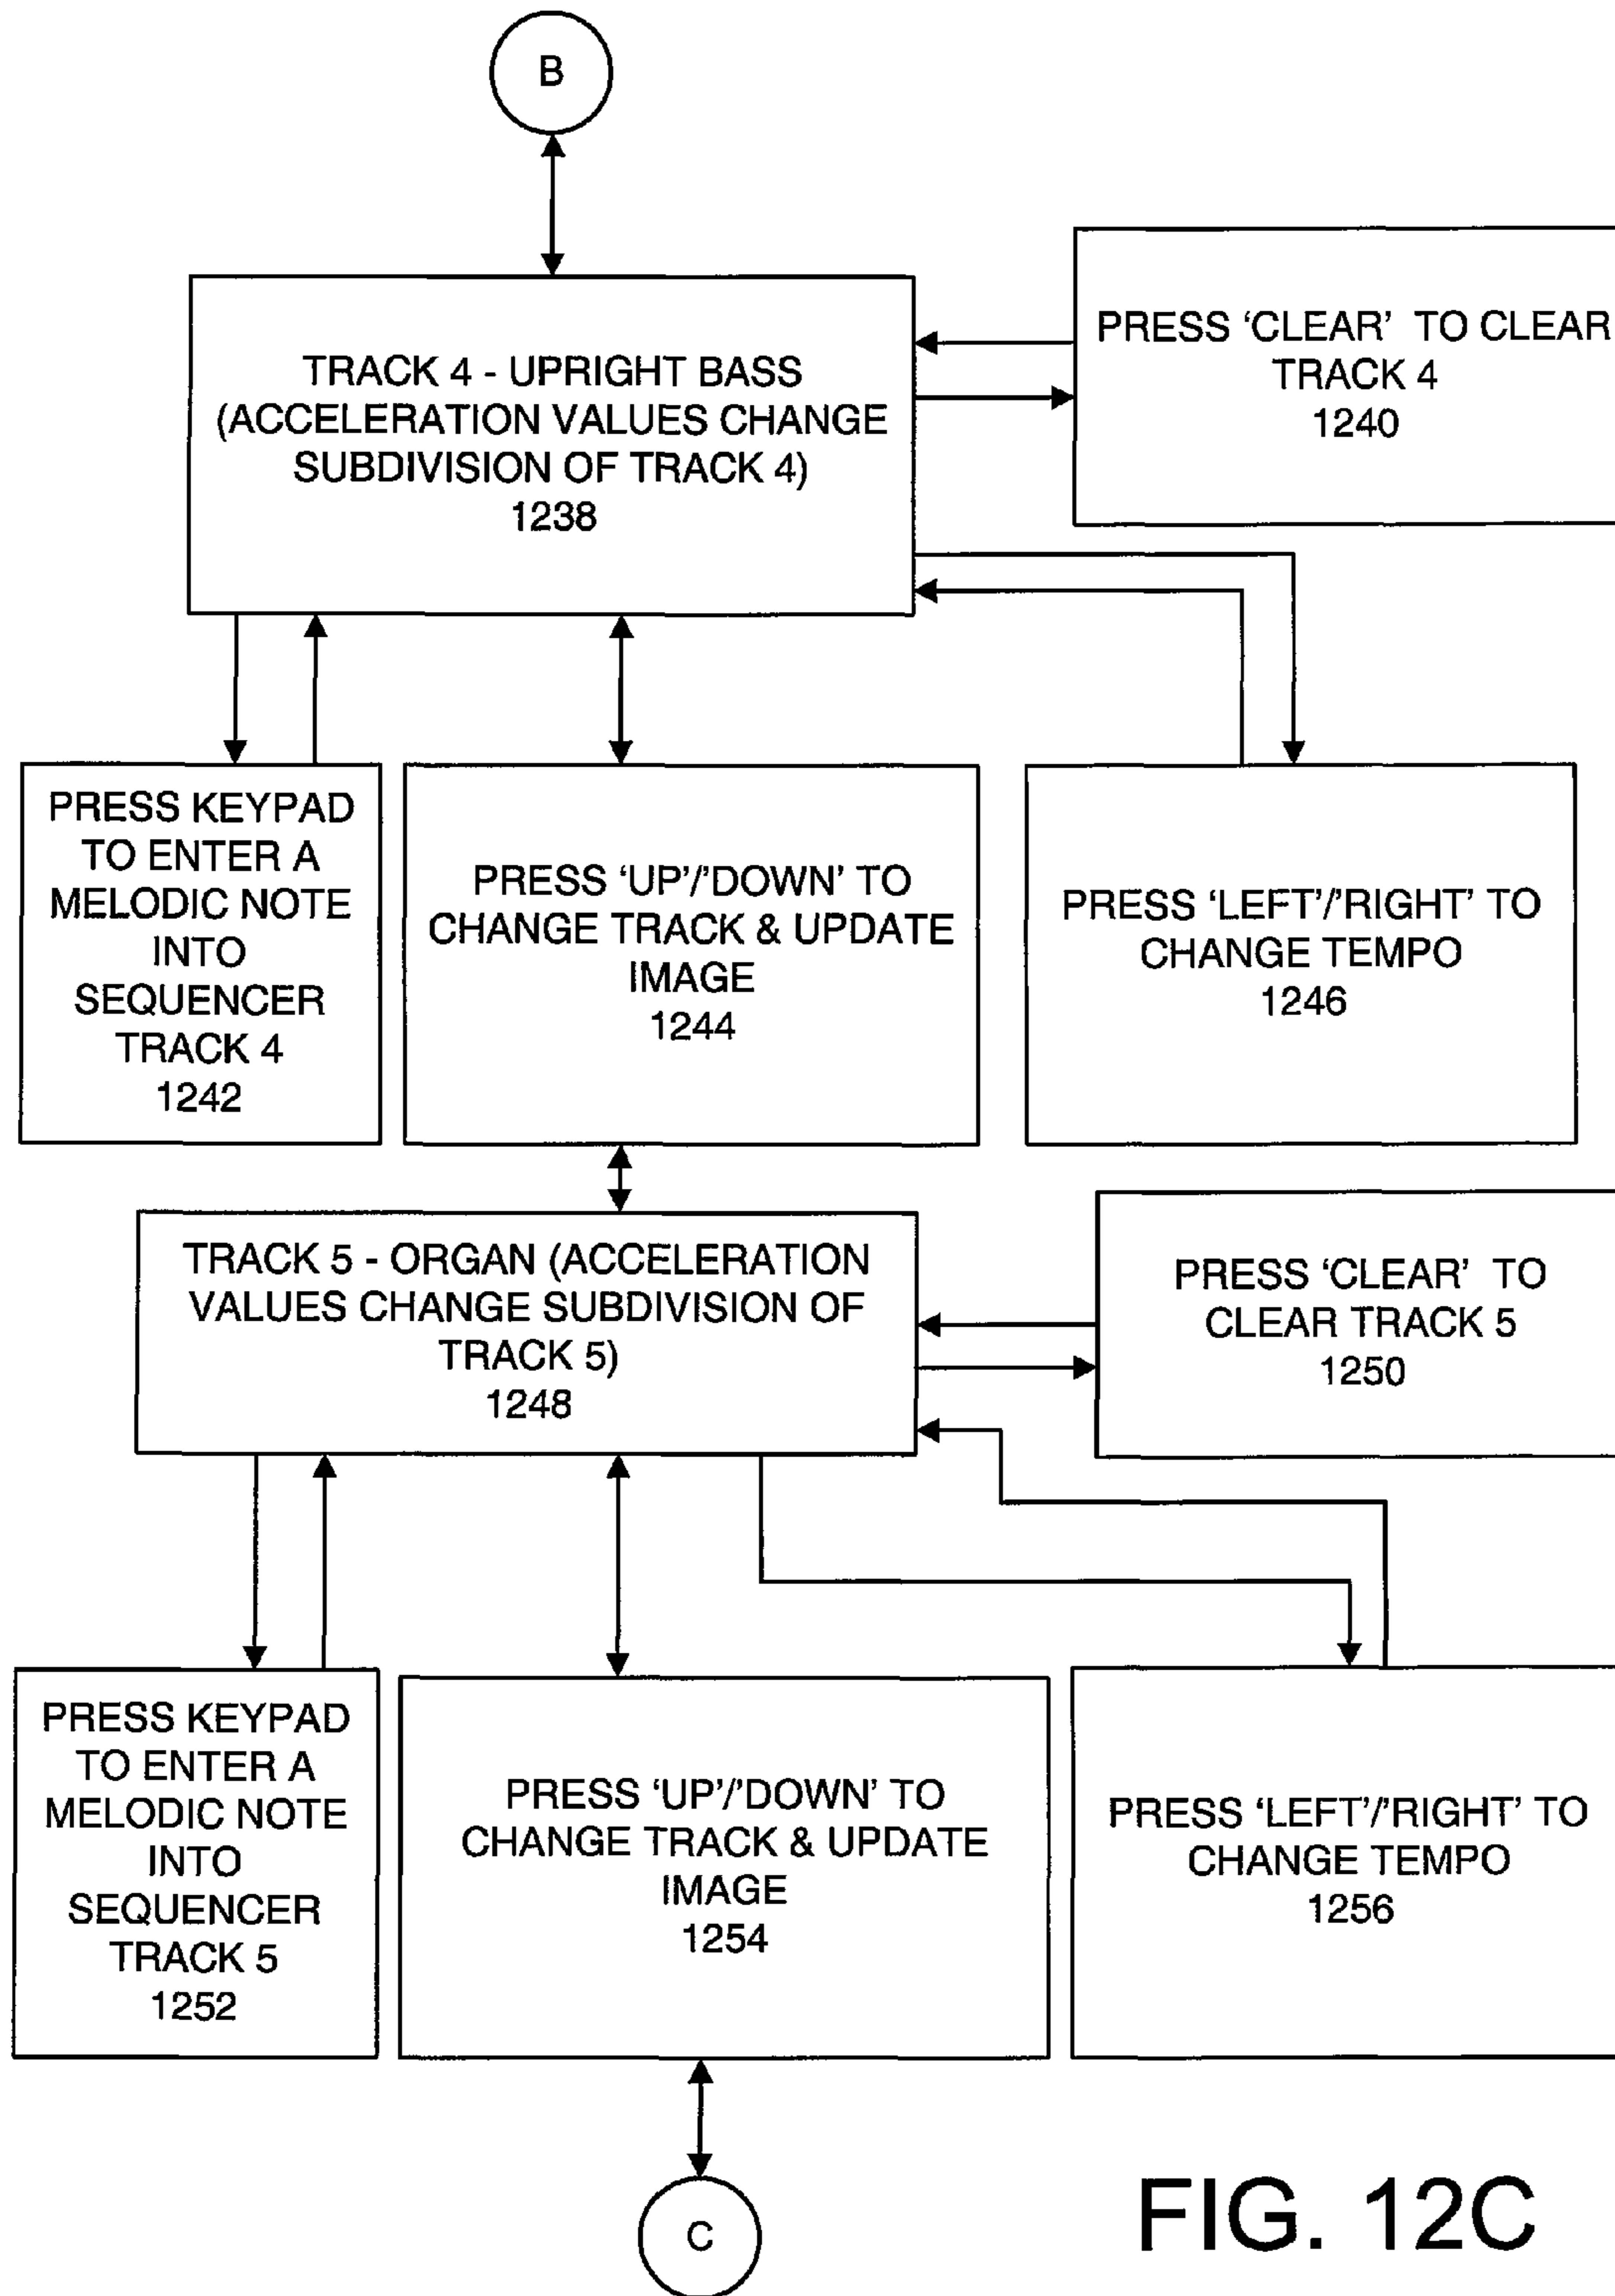 B
TRACK 4 - UPRIGHT BASS
(ACCELERATION VALUES CHANGE
SUBDIVISION OF TRACK 4)
1238
PRESS ‘CLEAR’ TO CLEAR
TRACK 4
1240
PRESS KEYPAD
TO ENTER A
MELODIC NOTE
INTO
SEQUENCER
TRACK 4
1242
PRESS ‘UP’/’DOWN’ TO
CHANGE TRACK & UPDATE
IMAGE
1244
PRESS ‘LEFT’/’RIGHT’ TO
CHANGE TEMPO
1246
TRACK 5 - ORGAN (ACCELERATION
VALUES CHANGE SUBDIVISION OF
TRACK 5)
1248
PRESS ‘CLEAR’ TO
CLEAR TRACK 5
1250
PRESS KEYPAD
TO ENTER A
MELODIC NOTE
INTO
SEQUENCER
TRACK 5
1252
PRESS ‘UP’/’DOWN’ TO
CHANGE TRACK & UPDATE
IMAGE
1254
PRESS ‘LEFT’/’RIGHT’ TO
CHANGE TEMPO
1256
C
FIG. 12C